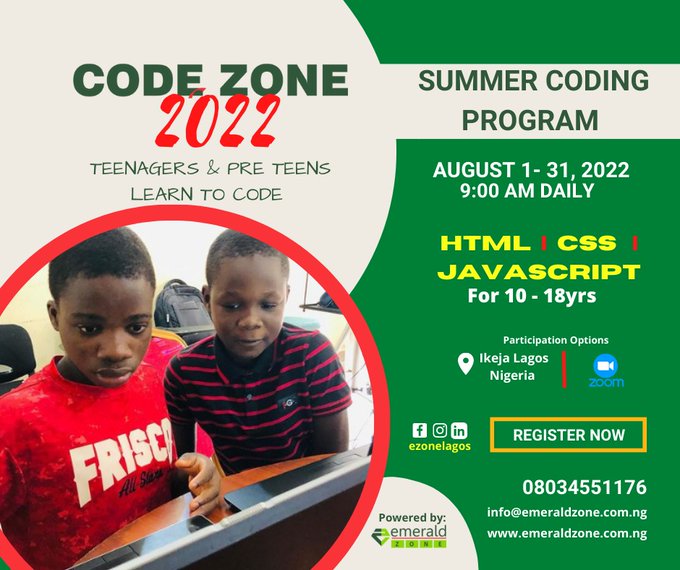 CODE ZONE
2022
TEENAGERS & PRE TEENS
LEARN TO CODE
SUMMER CODING
PROGRAM
AUGUST 1- 31, 2022
9:00 AM DAILY
HTML | CSS |
JAVASCRIPT
For 10 - 18yrs
Participation Options
Ikeja Lagos
Nigeria
zoom
ezonelagos
REGISTER NOW
08034551176
info@emeraldzone.com.ng
www.emeraldzone.com.ng
Powered by:
emerald
ZONE
FRISCO
All Stars